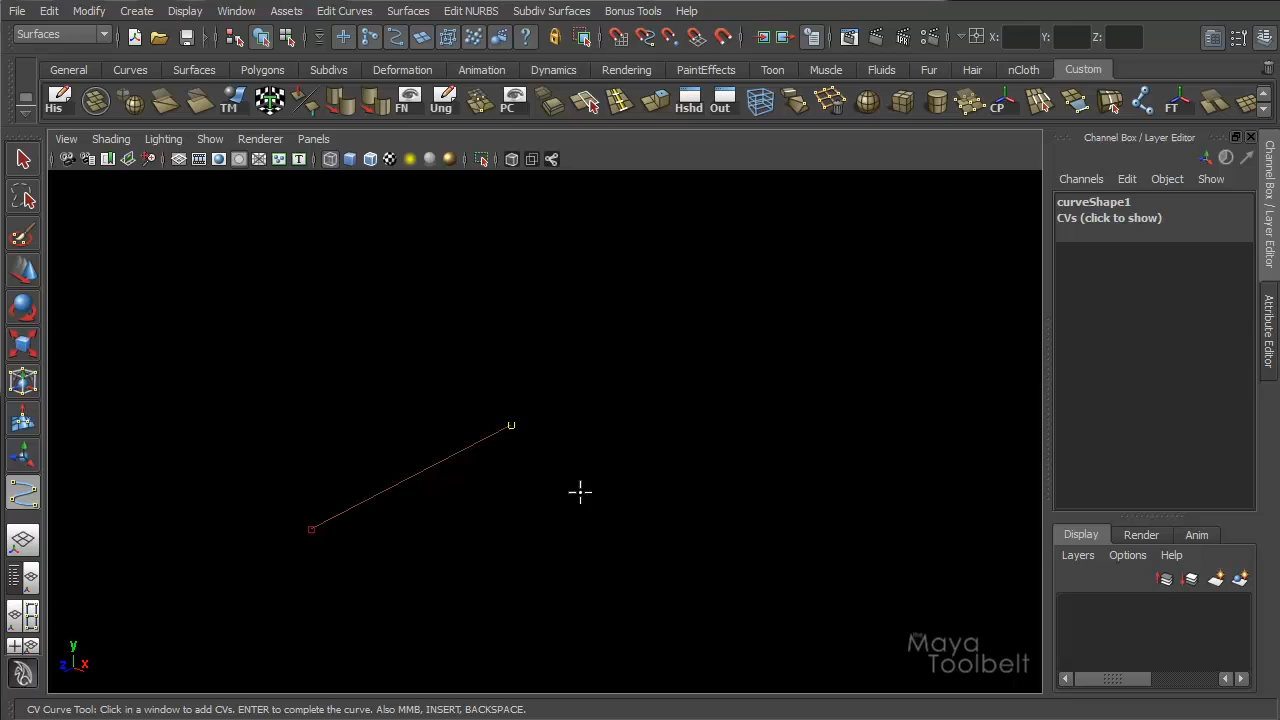 File Edit Modify Create Display Window Assets Edit Curves Surfaces Edit NURBS Subdiv Surfaces Bonus Tools Help
Surfaces X: Y: Z:
General Curves Surfaces Polygons Subdivs Deformation Animation Dynamics Rendering PaintEffects Toon Muscle Fluids Fur Hair nCloth Custom
His TM FN Ung PC Hshd Out CP FT
View Shading Lighting Show Renderer Panels
Channel Box / Layer Editor
Channels Edit Object Show
curveShape1
CVs (click to show)
Channel Box / Layer Editor
Attribute Editor
U
Display Render Anim
Layers Options Help
y
z x
the Maya
Toolbelt
CV Curve Tool: Click in a window to add CVs. ENTER to complete the curve. Also MMB, INSERT, BACKSPACE.